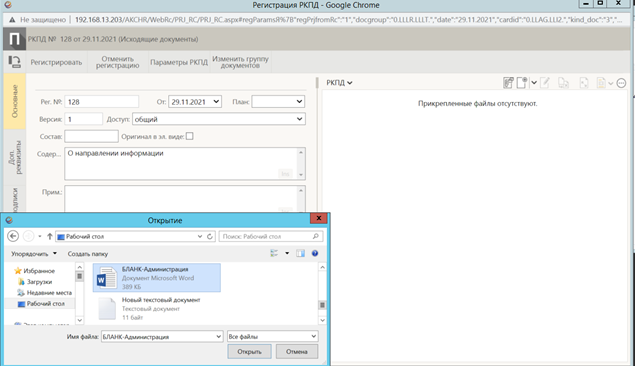 Регистрация РКПД - Google Chrome
Не защищено 192.168.13.203/AKCHR/WebRc/PRJ_RC/PRJ_RC.aspx#regParamsR%7B"regPrjfromRc":"1","docgroup":"0.LLLR.LLLT.","date":"29.11.2021","cardid":"0.LLAG.LLI2.","kind_doc":"3",...
РКПД № 128 от 29.11.2021 (Исходящие документы)
Регистрировать Отменить регистрацию Параметры РКПД Изменить группу документов
Основные
Доп. реквизиты
Рег. №: 128 От: 29.11.2021 План:
Версия: 1 Доступ: общий
Состав: Оригинал в эл. виде:
Содер... О направлении информации
Прим.:
РКПД
Прикрепленные файлы отсутствуют.
Открытие
Рабочий стол Поиск: Рабочий стол
Упорядочить Создать папку
Избранное
Загрузки
Недавние места
Рабочий стол
БЛАНК-Администрация
Документ Microsoft Word
389 КБ
Новый текстовый документ
Текстовый документ
11 байт
Имя файла: БЛАНК-Администрация Все файлы
Открыть Отмена